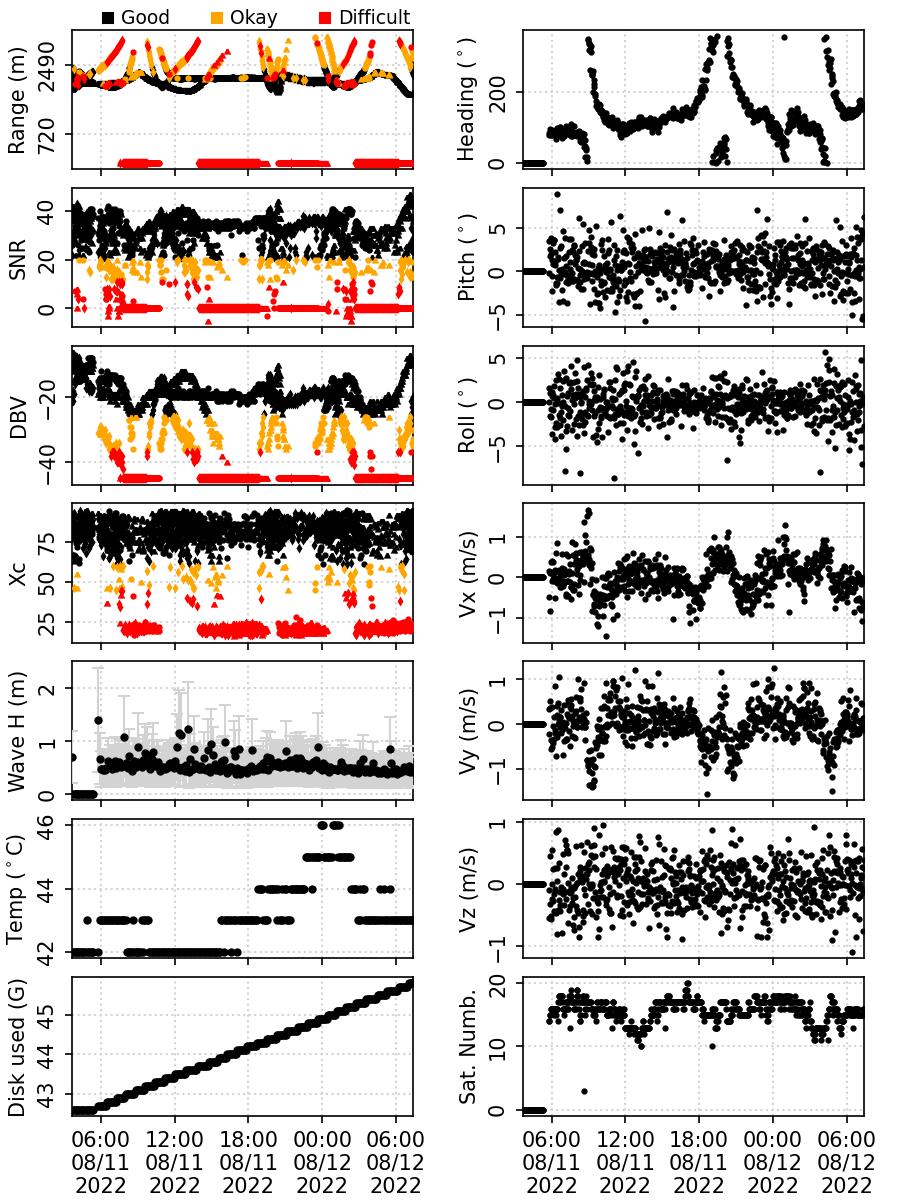 Good Okay Difficult
Range (m)
2490
720
Heading (°)
200
0
SNR
40
20
0
Pitch (°)
5
0
−5
DBV
−20
−40
Roll (°)
5
0
−5
Xc
75
50
25
Vx (m/s)
1
0
−1
Wave H (m)
2
1
0
Vy (m/s)
1
0
−1
Temp (°C)
46
44
42
Vz (m/s)
1
0
−1
Disk used (G)
45
44
43
Sat. Numb.
20
10
0
06:00 12:00 18:00 00:00 06:00
08/11 08/11 08/11 08/12 08/12
2022 2022 2022 2022 2022
06:00 12:00 18:00 00:00 06:00
08/11 08/11 08/11 08/12 08/12
2022 2022 2022 2022 2022